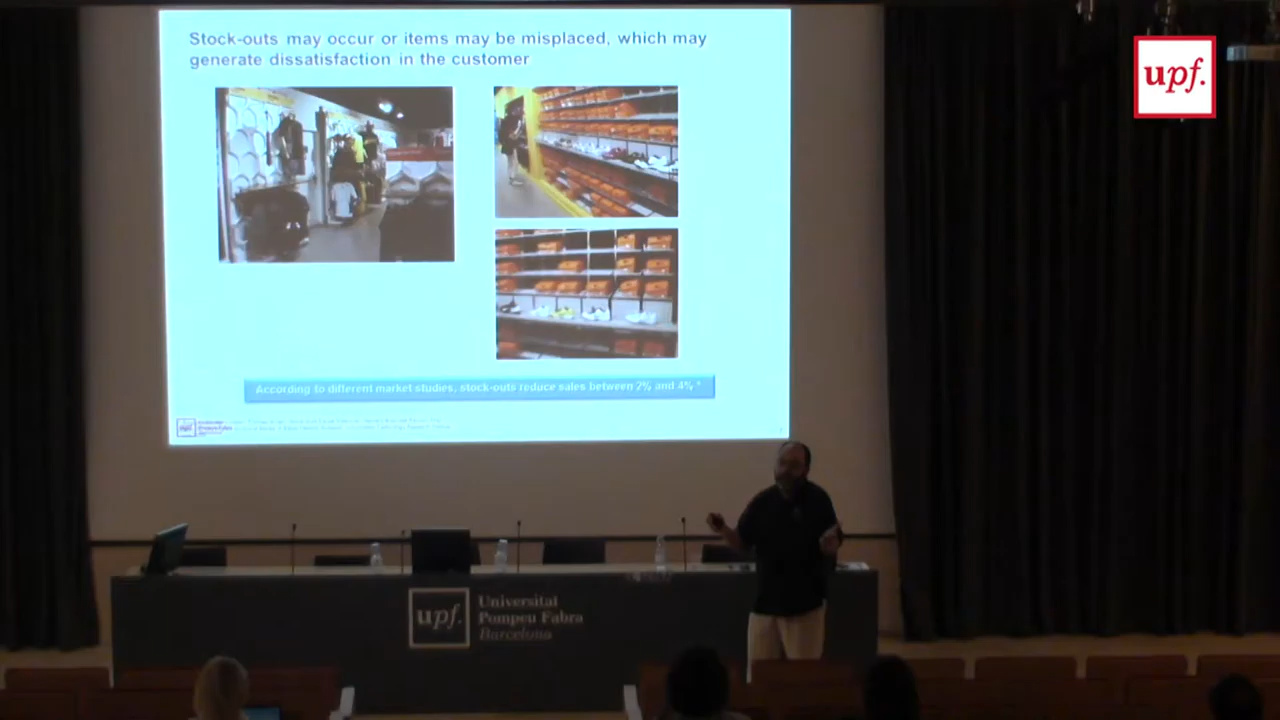 Stock-outs may occur or items may be misplaced, which may
generate dissatisfaction in the customer
upf.
According to different market studies, stock-outs reduce sales between 2% and 4% *
upf.
upf.
Universitat
Pompeu Fabra
Barcelona